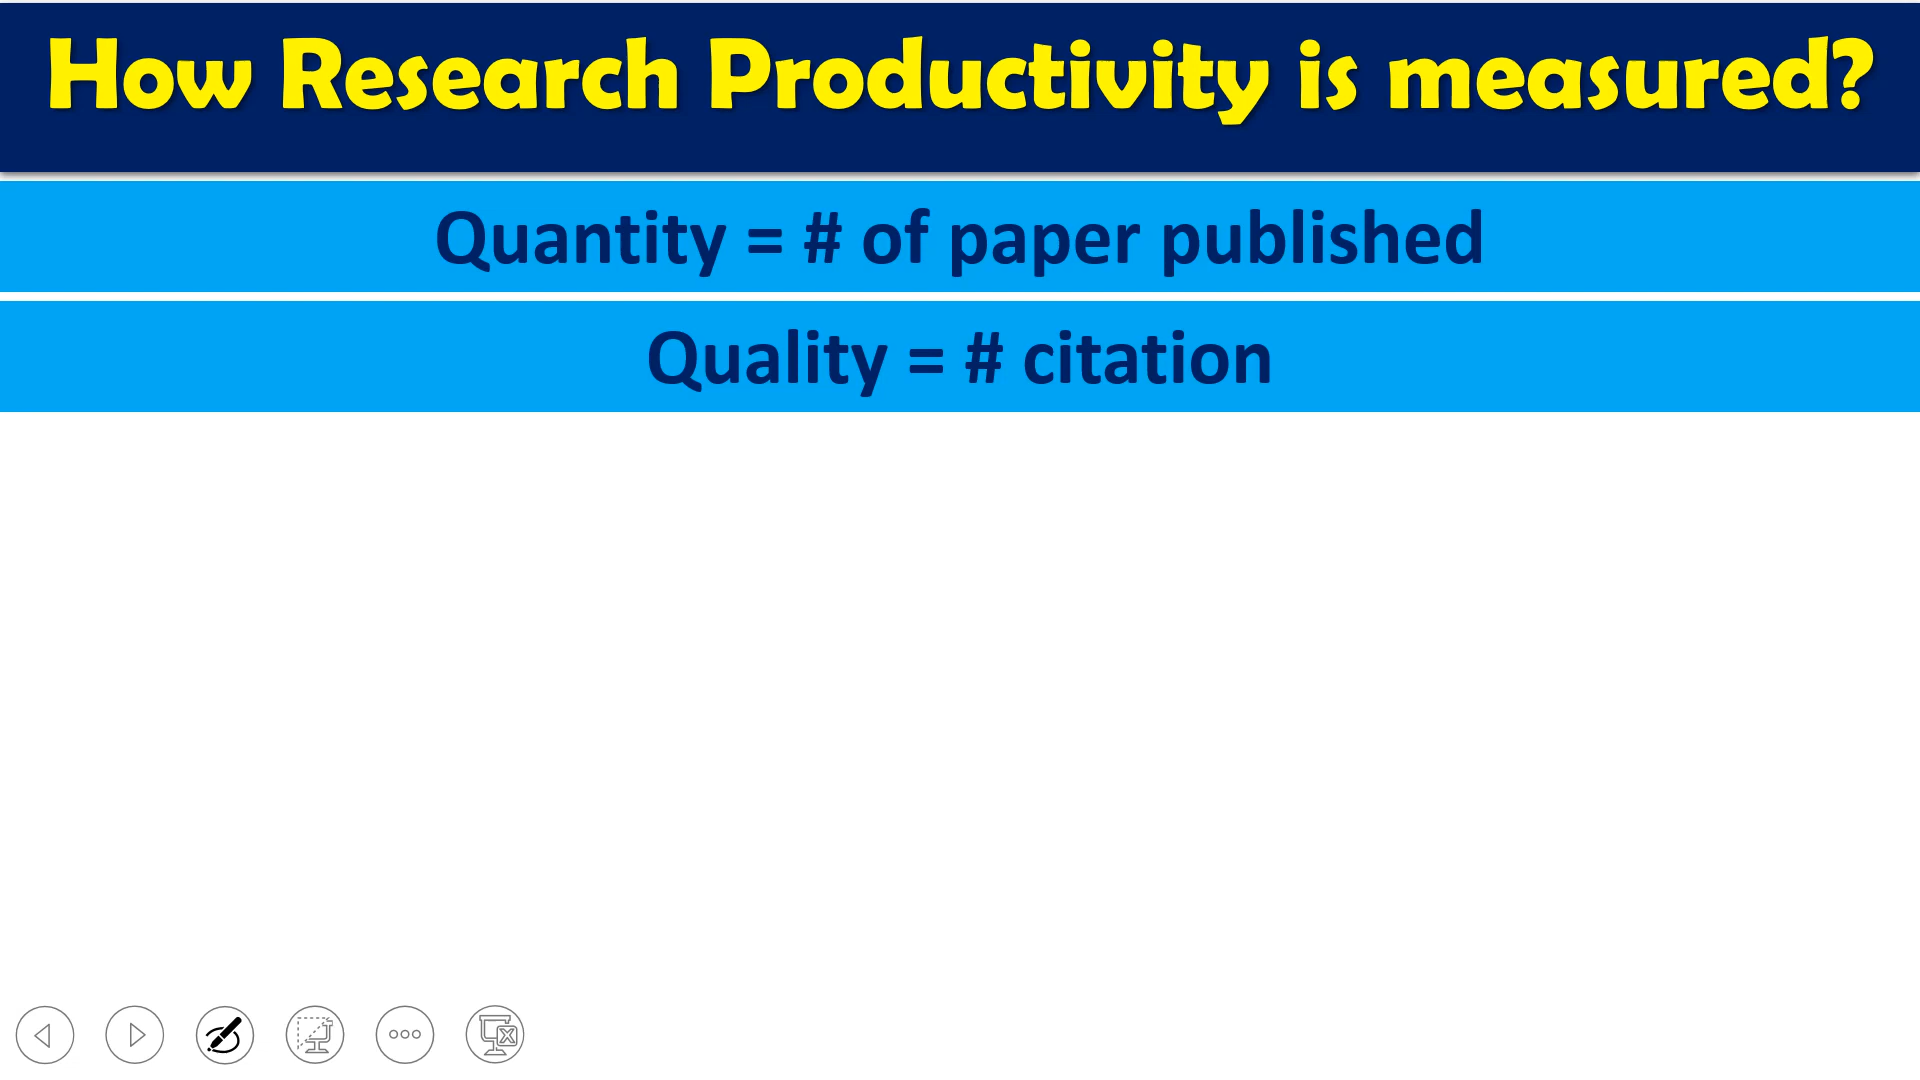 How Research Productivity is measured?
Quantity = # of paper published
Quality = # citation